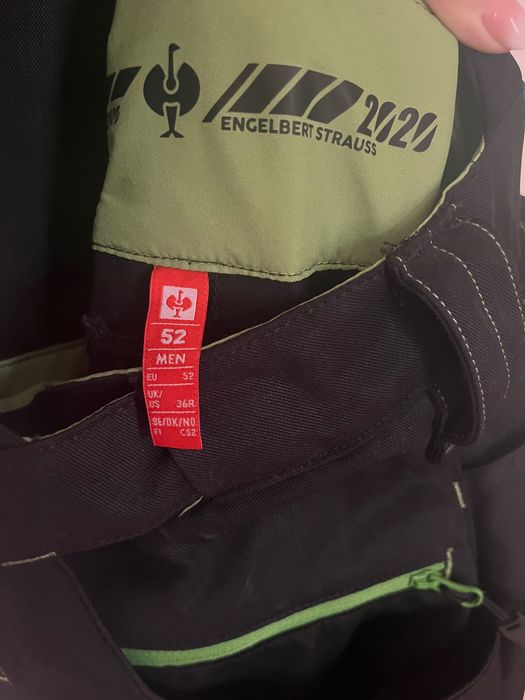 2020
ENGELBERT STRAUSS
52
MEN
EU 52
UK/
US 36R
SE/DK/NO
FI C52